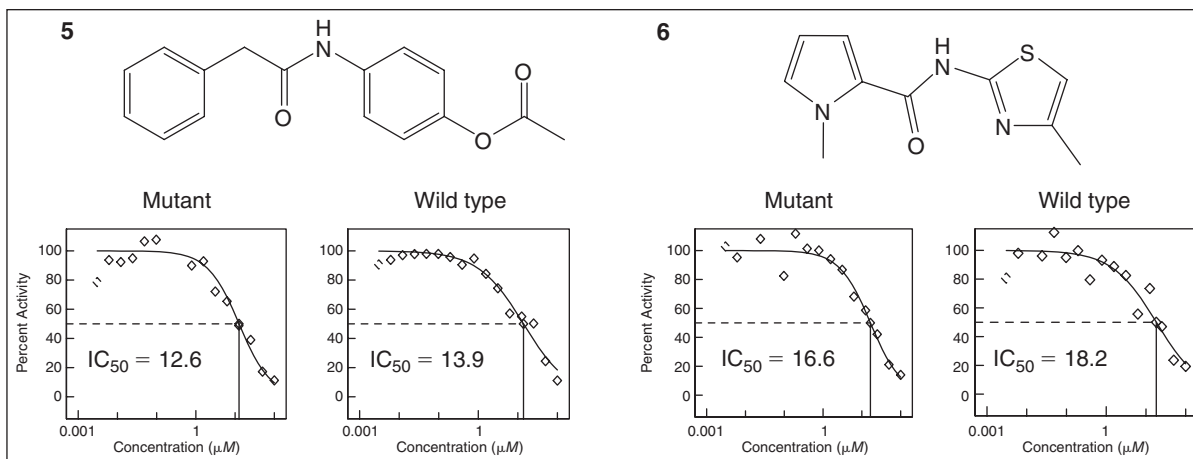 5
H
N
O
O
O
6
H
N
S
N
O
N
Mutant
Percent Activity
100
80
60
40
20
0
IC50 = 12.6
0.001 1
Concentration (μM)
Wild type
100
80
60
40
20
0
IC50 = 13.9
0.001 1
Concentration (μM)
Mutant
Percent Activity
100
80
60
40
20
0
IC50 = 16.6
0.001 1
Concentration (μM)
Wild type
100
80
60
40
20
0
IC50 = 18.2
0.001 1
Concentration (μM)